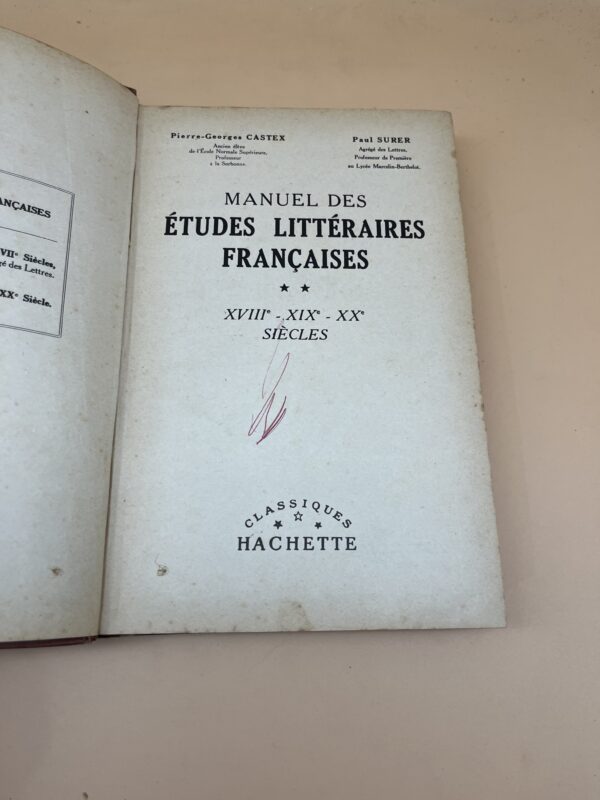 NÇAISES
VIIᵉ Siècles,
gé des Lettres.
XXᵉ Siècle.
Pierre-Georges CASTEX
Ancien élève
de l'École Normale Supérieure,
Professeur
à la Sorbonne.
Paul SURER
Agrégé des Lettres,
Professeur de Première
au Lycée Marcelin-Berthelot.
MANUEL DES
ÉTUDES LITTÉRAIRES
FRANÇAISES
★ ★
XVIIIᵉ - XIXᵉ - XXᵉ
SIÈCLES
CLASSIQUES
HACHETTE